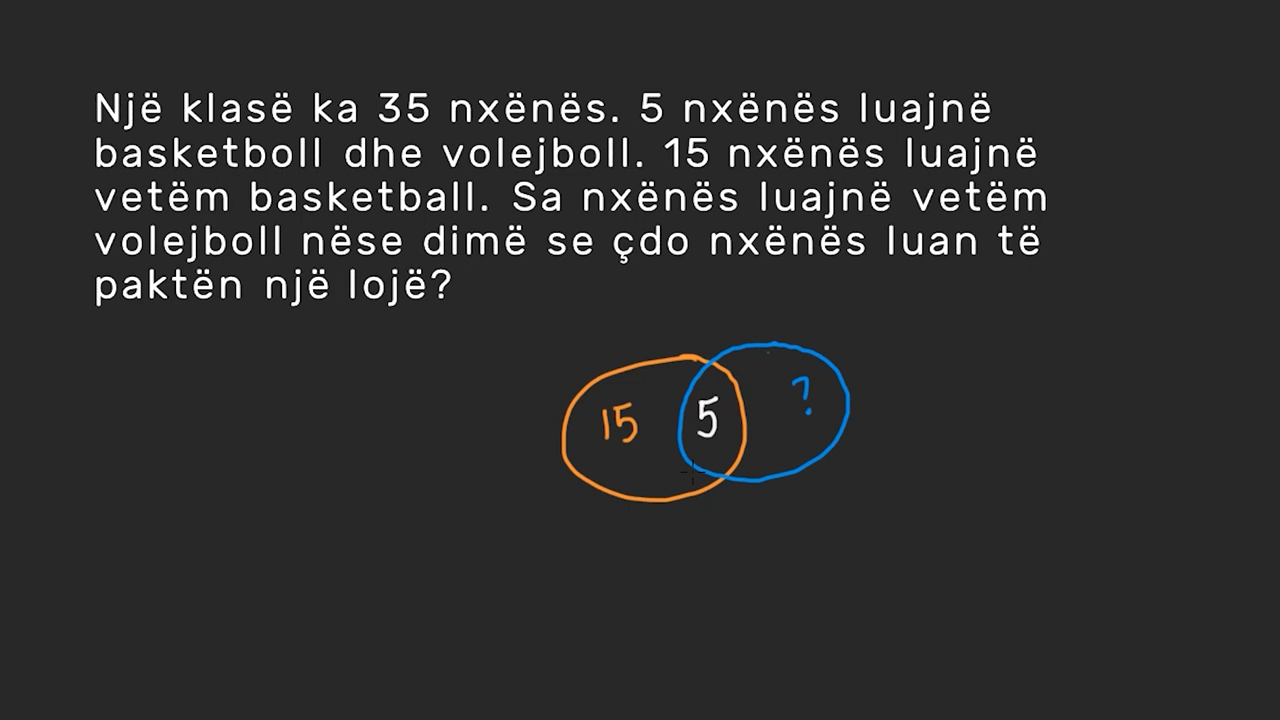 Një klasë ka 35 nxënës. 5 nxënës luajnë
basketboll dhe volejboll. 15 nxënës luajnë
vetëm basketball. Sa nxënës luajnë vetëm
volejboll nëse dimë se çdo nxënës luan të
paktën një lojë?
15 5 ?